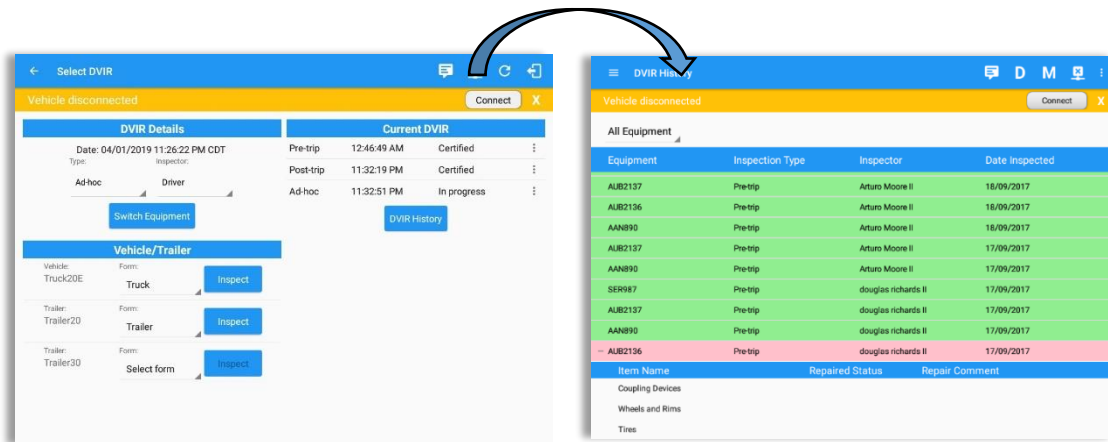 Select DVIR
Vehicle disconnected
Connect X
DVIR Details
Date: 04/01/2019 11:26:22 PM CDT
Type: Inspector:
Ad-hoc Driver
Switch Equipment
Vehicle/Trailer
Vehicle: Form:
Truck20E Truck Inspect
Trailer: Form:
Trailer20 Trailer Inspect
Trailer: Form:
Trailer30 Select form Inspect
Current DVIR
Pre-trip 12:46:49 AM Certified
Post-trip 11:32:19 PM Certified
Ad-hoc 11:32:51 PM In progress
DVIR History
DVIR History D M
Vehicle disconnected Connect X
All Equipment
Equipment Inspection Type Inspector Date Inspected
AUB2137 Pre-trip Arturo Moore II 18/09/2017
AUB2136 Pre-trip Arturo Moore II 18/09/2017
AAN890 Pre-trip Arturo Moore II 18/09/2017
AUB2137 Pre-trip Arturo Moore II 17/09/2017
AAN890 Pre-trip Arturo Moore II 17/09/2017
SER987 Pre-trip douglas richards II 17/09/2017
AUB2137 Pre-trip douglas richards II 17/09/2017
AAN890 Pre-trip douglas richards II 17/09/2017
− AUB2136 Pre-trip douglas richards II 17/09/2017
Item Name Repaired Status Repair Comment
Coupling Devices
Wheels and Rims
Tires